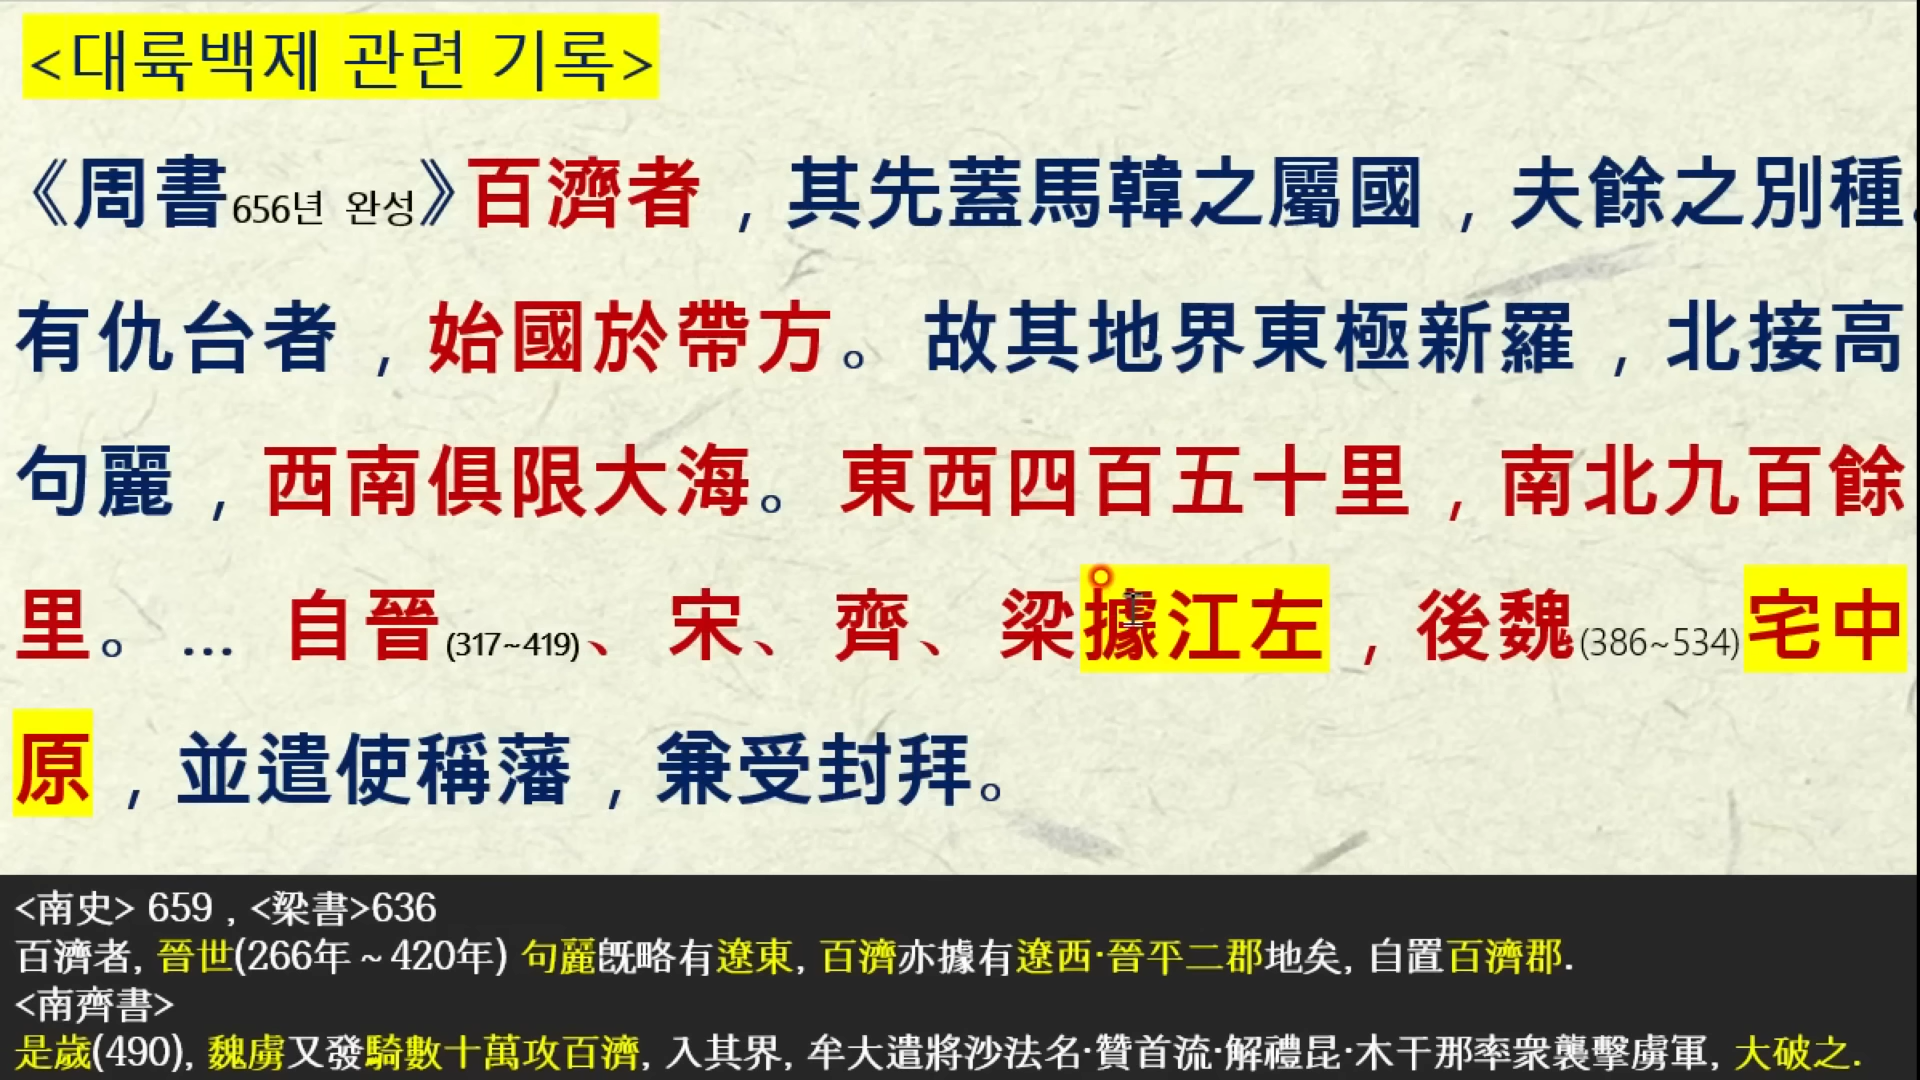 <대륙백제 관련 기록>
《周書656년 완성》百濟者，其先蓋馬韓之屬國，夫餘之別種。
有仇台者，始國於帶方。故其地界東極新羅，北接高
句麗，西南俱限大海。東西四百五十里，南北九百餘
里。… 自晉(317~419)、宋、齊、梁據江左，後魏(386~534)宅中
原，並遣使稱藩，兼受封拜。
<南史> 659 , <梁書>636
百濟者, 晉世(266年～420年) 句麗旣略有遼東, 百濟亦據有遼西·晉平二郡地矣, 自置百濟郡.
<南齊書>
是歲(490), 魏虜又發騎數十萬攻百濟, 入其界, 牟大遣將沙法名·贊首流·解禮昆·木干那率衆襲擊虜軍, 大破之.